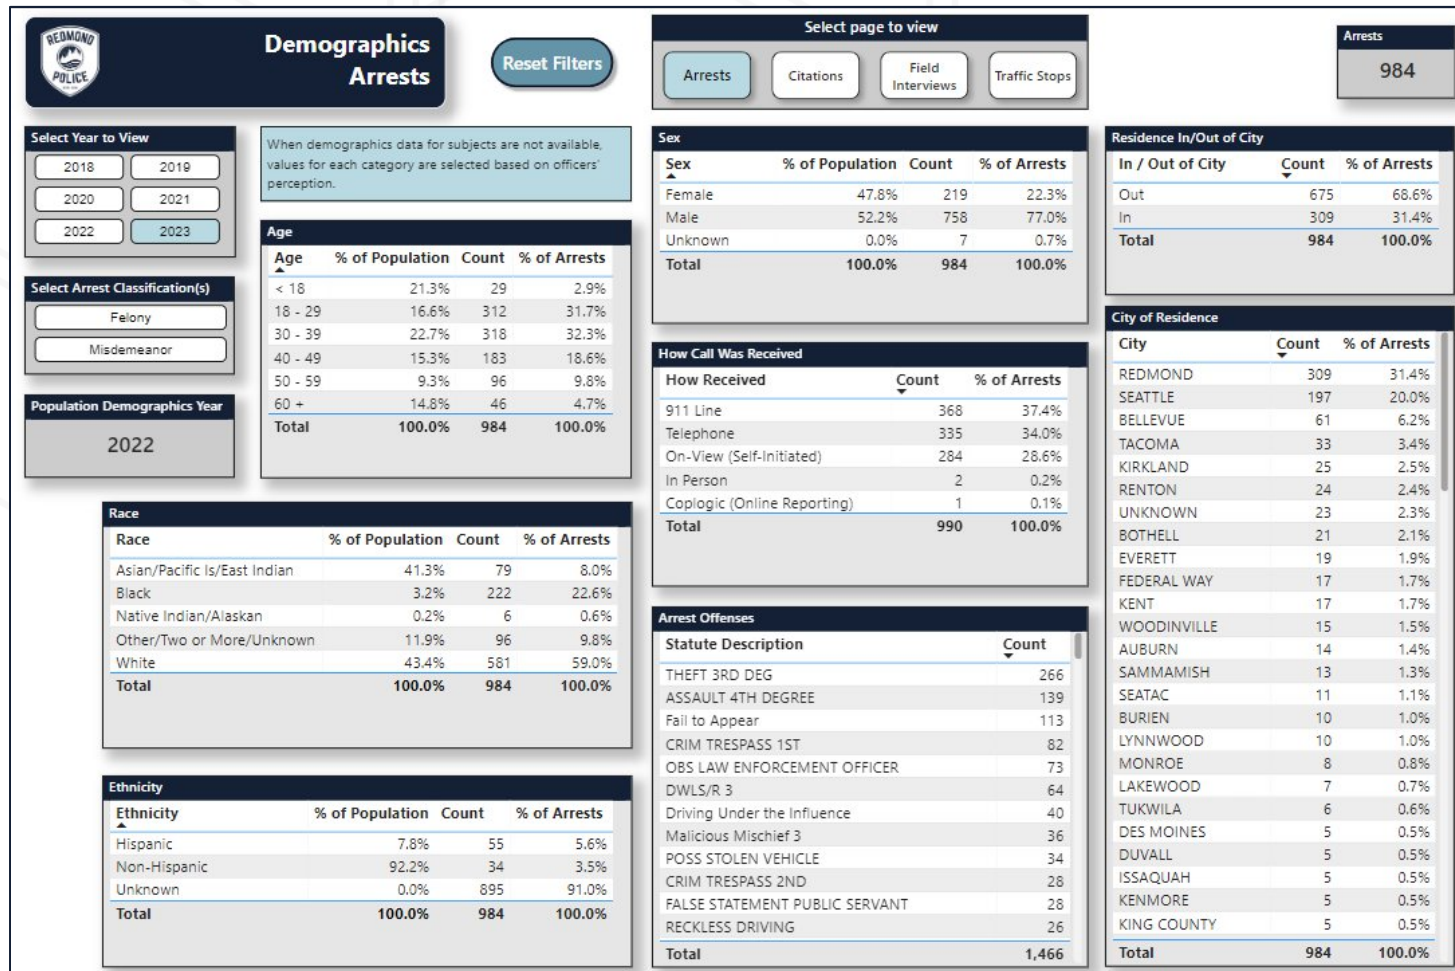 REDMOND
POLICE
Demographics
Arrests
Reset Filters
Select page to view
Arrests
Citations
Field
Interviews
Traffic Stops
Arrests
984
Select Year to View
2018 2019
2020 2021
2022 2023
Select Arrest Classification(s)
Felony
Misdemeanor
Population Demographics Year
2022
When demographics data for subjects are not available,
values for each category are selected based on officers'
perception.
Age
Age % of Population Count % of Arrests
< 18 21.3% 29 2.9%
18 - 29 16.6% 312 31.7%
30 - 39 22.7% 318 32.3%
40 - 49 15.3% 183 18.6%
50 - 59 9.3% 96 9.8%
60 + 14.8% 46 4.7%
Total 100.0% 984 100.0%
Race
Race % of Population Count % of Arrests
Asian/Pacific Is/East Indian 41.3% 79 8.0%
Black 3.2% 222 22.6%
Native Indian/Alaskan 0.2% 6 0.6%
Other/Two or More/Unknown 11.9% 96 9.8%
White 43.4% 581 59.0%
Total 100.0% 984 100.0%
Ethnicity
Ethnicity % of Population Count % of Arrests
Hispanic 7.8% 55 5.6%
Non-Hispanic 92.2% 34 3.5%
Unknown 0.0% 895 91.0%
Total 100.0% 984 100.0%
Sex
Sex % of Population Count % of Arrests
Female 47.8% 219 22.3%
Male 52.2% 758 77.0%
Unknown 0.0% 7 0.7%
Total 100.0% 984 100.0%
How Call Was Received
How Received Count % of Arrests
911 Line 368 37.4%
Telephone 335 34.0%
On-View (Self-Initiated) 284 28.6%
In Person 2 0.2%
Coplogic (Online Reporting) 1 0.1%
Total 990 100.0%
Arrest Offenses
Statute Description Count
THEFT 3RD DEG 266
ASSAULT 4TH DEGREE 139
Fail to Appear 113
CRIM TRESPASS 1ST 82
OBS LAW ENFORCEMENT OFFICER 73
DWLS/R 3 64
Driving Under the Influence 40
Malicious Mischief 3 36
POSS STOLEN VEHICLE 34
CRIM TRESPASS 2ND 28
FALSE STATEMENT PUBLIC SERVANT 28
RECKLESS DRIVING 26
Total 1,466
Residence In/Out of City
In / Out of City Count % of Arrests
Out 675 68.6%
In 309 31.4%
Total 984 100.0%
City of Residence
City Count % of Arrests
REDMOND 309 31.4%
SEATTLE 197 20.0%
BELLEVUE 61 6.2%
TACOMA 33 3.4%
KIRKLAND 25 2.5%
RENTON 24 2.4%
UNKNOWN 23 2.3%
BOTHELL 21 2.1%
EVERETT 19 1.9%
FEDERAL WAY 17 1.7%
KENT 17 1.7%
WOODINVILLE 15 1.5%
AUBURN 14 1.4%
SAMMAMISH 13 1.3%
SEATAC 11 1.1%
BURIEN 10 1.0%
LYNNWOOD 10 1.0%
MONROE 8 0.8%
LAKEWOOD 7 0.7%
TUKWILA 6 0.6%
DES MOINES 5 0.5%
DUVALL 5 0.5%
ISSAQUAH 5 0.5%
KENMORE 5 0.5%
KING COUNTY 5 0.5%
Total 984 100.0%